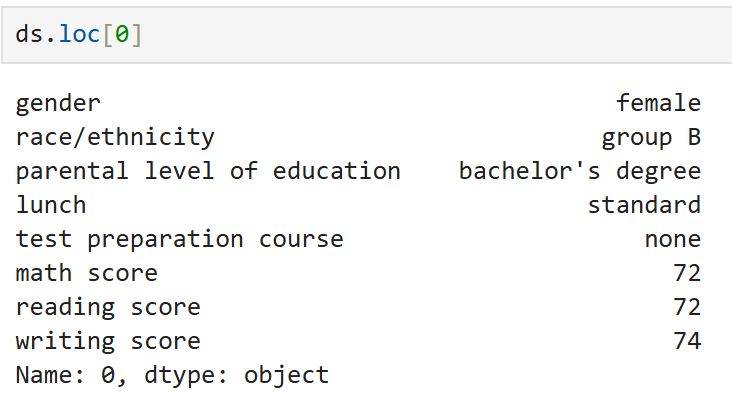 ds.loc[0]
gender female
race/ethnicity group B
parental level of education bachelor's degree
lunch standard
test preparation course none
math score 72
reading score 72
writing score 74
Name: 0, dtype: object